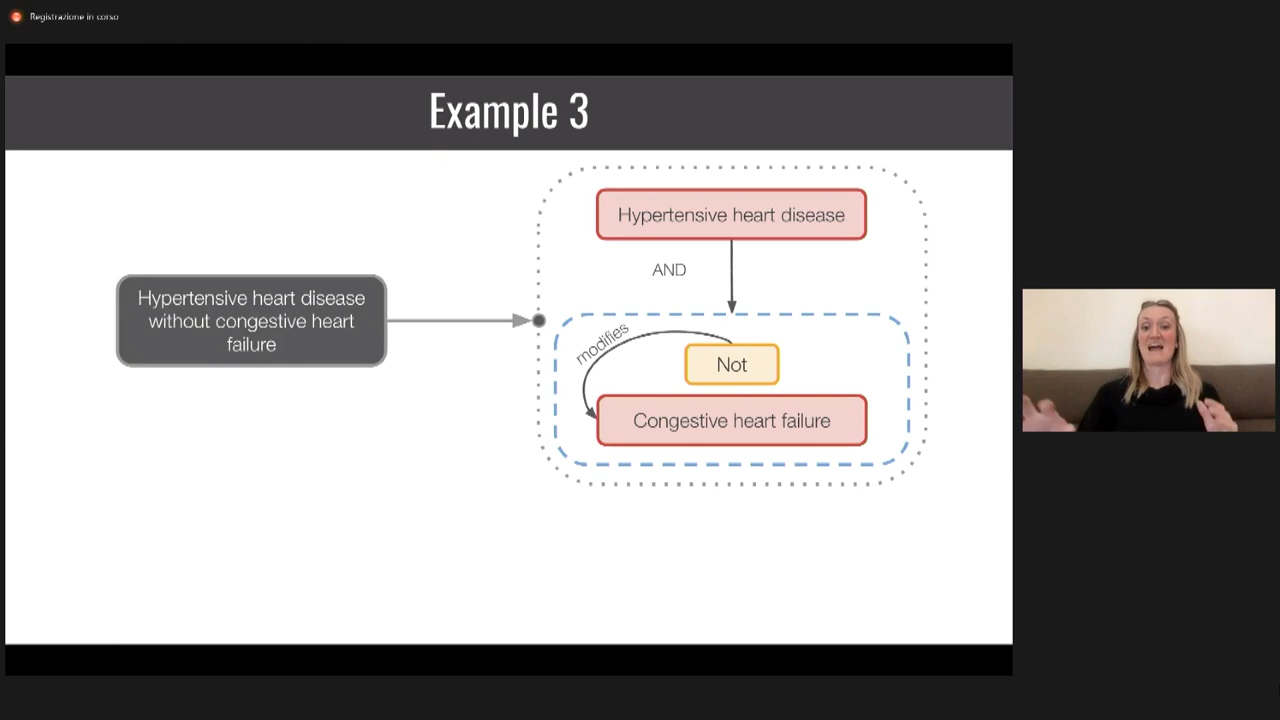 Registrazione in corso
Example 3
Hypertensive heart disease
AND
Hypertensive heart disease
without congestive heart
failure
modifies
Not
Congestive heart failure